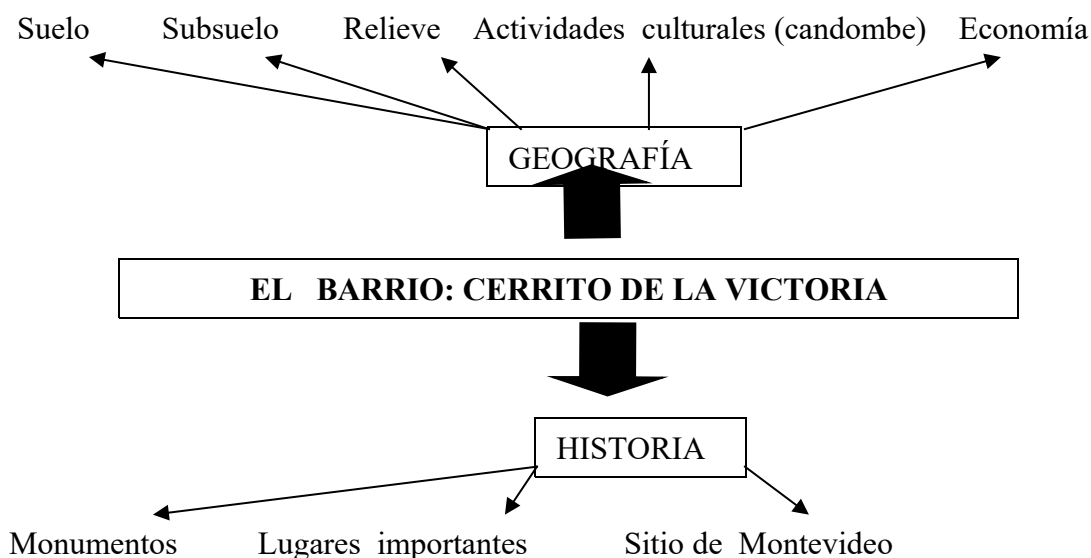 Suelo Subsuelo Relieve Actividades culturales (candombe) Economía
GEOGRAFÍA
EL BARRIO: CERRITO DE LA VICTORIA
HISTORIA
Monumentos Lugares importantes Sitio de Montevideo